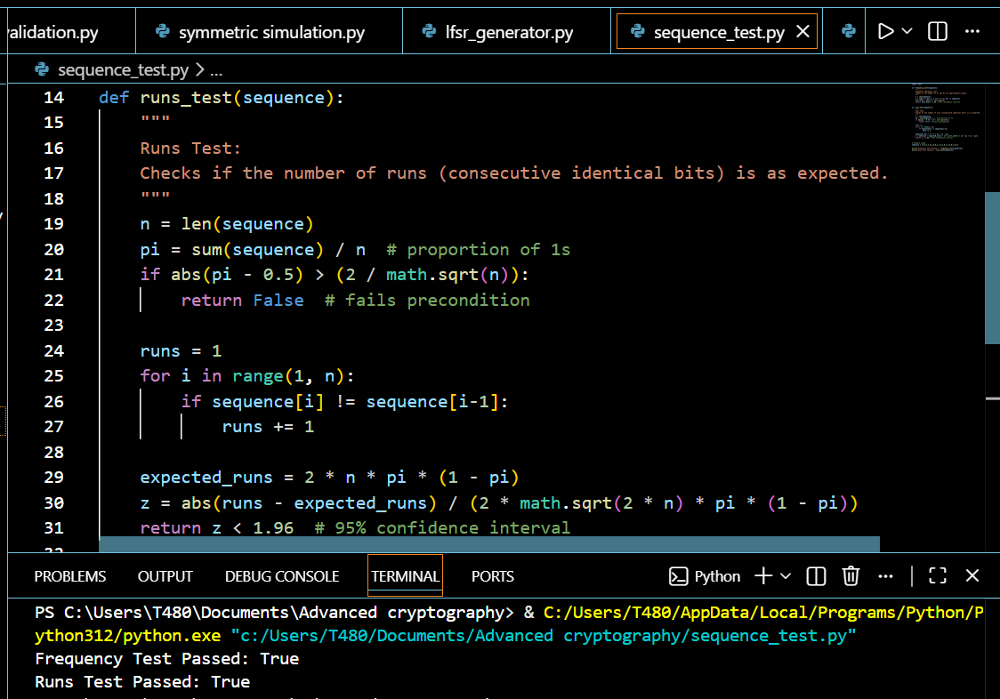 alidation.py
symmetric simulation.py
lfsr_generator.py
sequence_test.py
sequence_test.py > ...
14 def runs_test(sequence):
15 """
16 Runs Test:
17 Checks if the number of runs (consecutive identical bits) is as expected.
18 """
19 n = len(sequence)
20 pi = sum(sequence) / n  # proportion of 1s
21 if abs(pi - 0.5) > (2 / math.sqrt(n)):
22 return False  # fails precondition
23
24 runs = 1
25 for i in range(1, n):
26 if sequence[i] != sequence[i-1]:
27 runs += 1
28
29 expected_runs = 2 * n * pi * (1 - pi)
30 z = abs(runs - expected_runs) / (2 * math.sqrt(2 * n) * pi * (1 - pi))
31 return z < 1.96  # 95% confidence interval
PROBLEMS OUTPUT DEBUG CONSOLE TERMINAL PORTS Python
PS C:\Users\T480\Documents\Advanced cryptography> & C:/Users/T480/AppData/Local/Programs/Python/P
ython312/python.exe "c:/Users/T480/Documents/Advanced cryptography/sequence_test.py"
Frequency Test Passed: True
Runs Test Passed: True